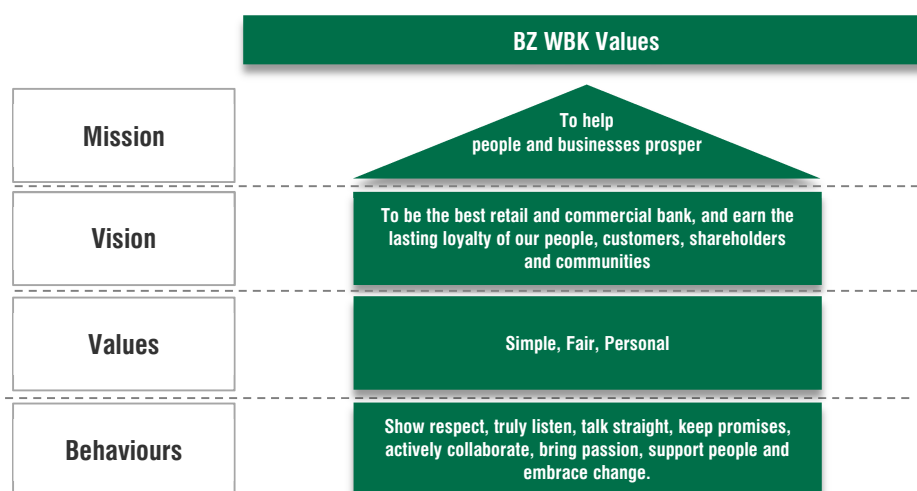 BZ WBK Values
Mission
To help
people and businesses prosper
Vision
To be the best retail and commercial bank, and earn the
lasting loyalty of our people, customers, shareholders
and communities
Values
Simple, Fair, Personal
Behaviours
Show respect, truly listen, talk straight, keep promises,
actively collaborate, bring passion, support people and
embrace change.